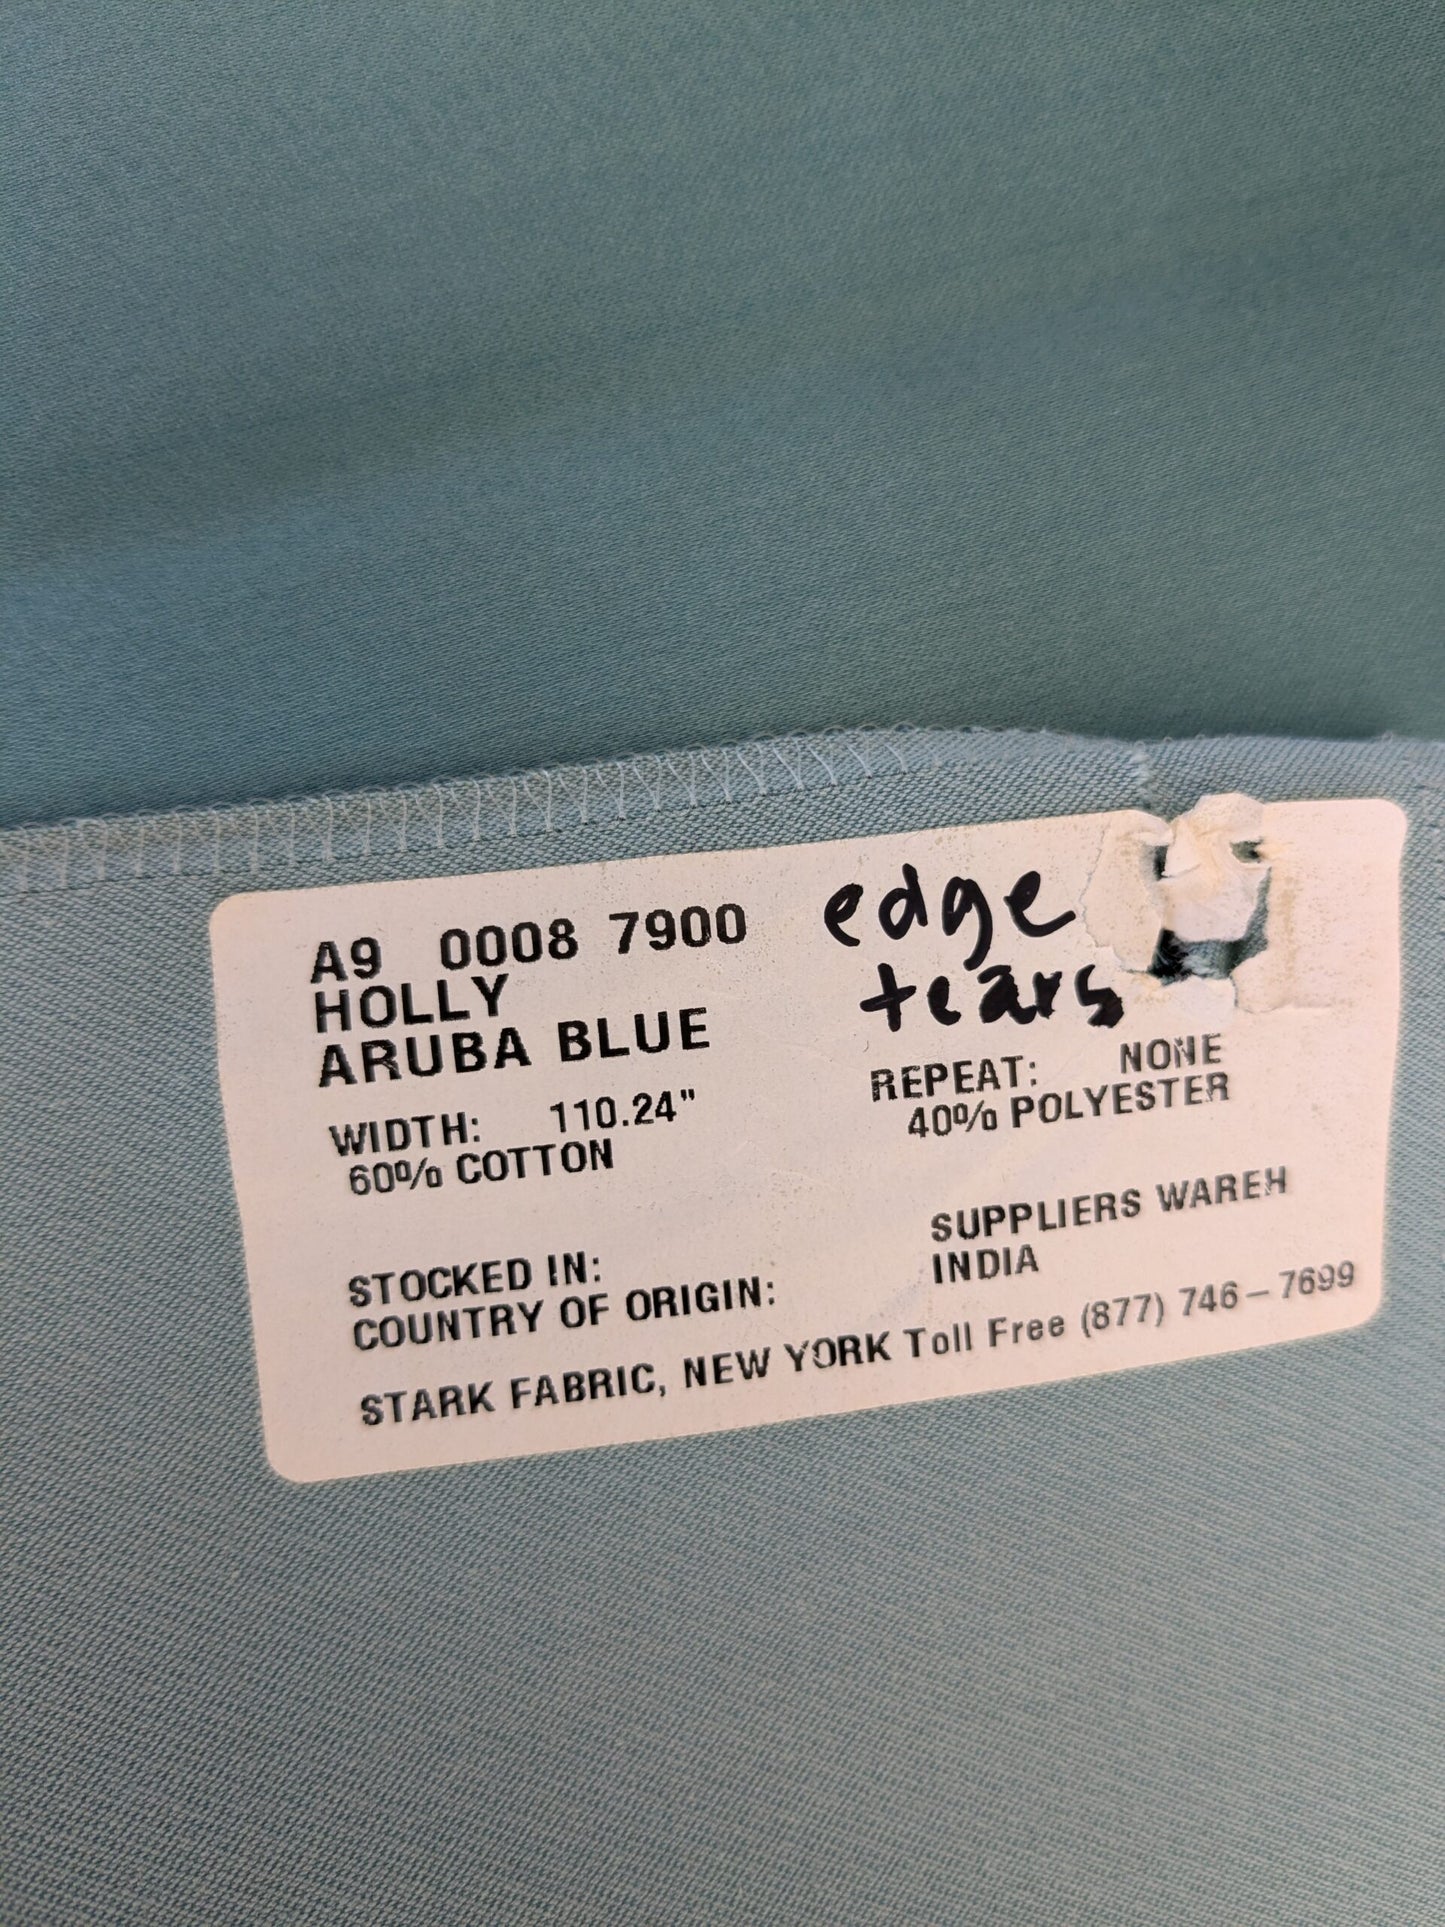 A9 0008 7900
HOLLY
ARUBA BLUE
edge
tears
WIDTH: 110.24" REPEAT: NONE
60% COTTON 40% POLYESTER
STOCKED IN: SUPPLIERS WAREH
COUNTRY OF ORIGIN: INDIA
STARK FABRIC, NEW YORK Toll Free (877) 746-7699